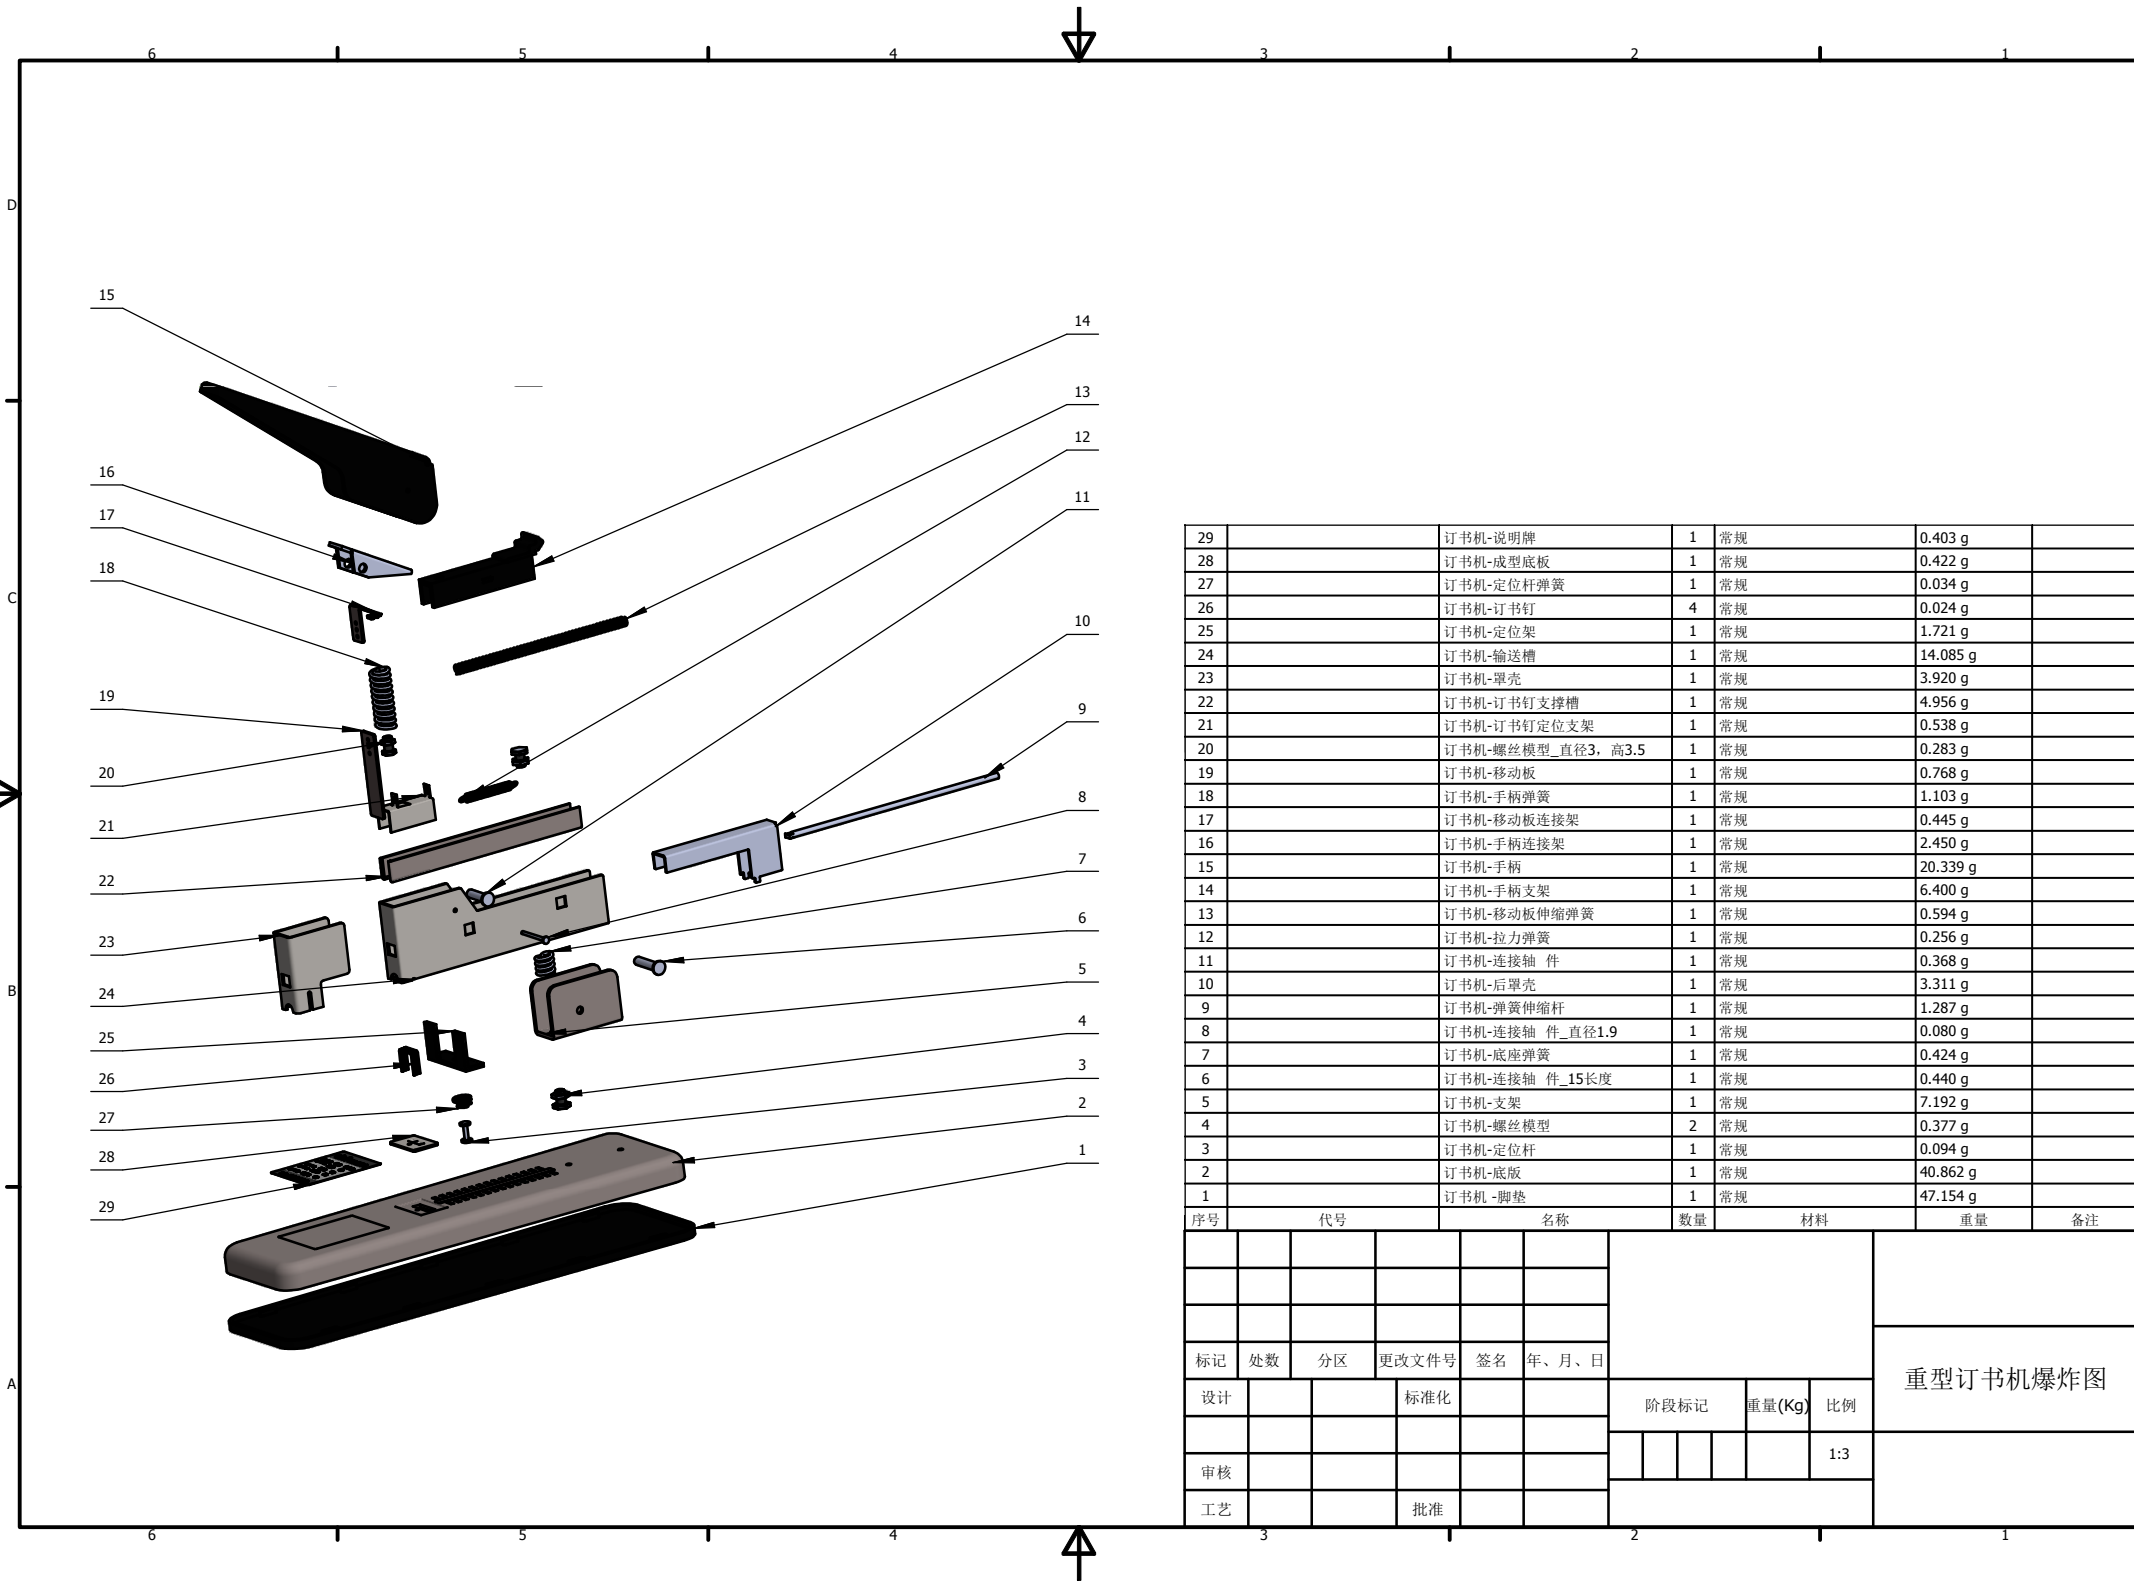 6 5 4 3 2 1
D
C
B
A
15
16
17
18
19
20
21
22
23
24
25
26
27
28
29
14
13
12
11
10
9
8
7
6
5
4
3
2
1
29 订书机-说明牌 1 常规 0.403 g
28 订书机-成型底板 1 常规 0.422 g
27 订书机-定位杆弹簧 1 常规 0.034 g
26 订书机-订书钉 4 常规 0.024 g
25 订书机-定位架 1 常规 1.721 g
24 订书机-输送槽 1 常规 14.085 g
23 订书机-罩壳 1 常规 3.920 g
22 订书机-订书钉支撑槽 1 常规 4.956 g
21 订书机-订书钉定位支架 1 常规 0.538 g
20 订书机-螺丝模型_直径3，高3.5 1 常规 0.283 g
19 订书机-移动板 1 常规 0.768 g
18 订书机-手柄弹簧 1 常规 1.103 g
17 订书机-移动板连接架 1 常规 0.445 g
16 订书机-手柄连接架 1 常规 2.450 g
15 订书机-手柄 1 常规 20.339 g
14 订书机-手柄支架 1 常规 6.400 g
13 订书机-移动板伸缩弹簧 1 常规 0.594 g
12 订书机-拉力弹簧 1 常规 0.256 g
11 订书机-连接轴 件 1 常规 0.368 g
10 订书机-后罩壳 1 常规 3.311 g
9 订书机-弹簧伸缩杆 1 常规 1.287 g
8 订书机-连接轴 件_直径1.9 1 常规 0.080 g
7 订书机-底座弹簧 1 常规 0.424 g
6 订书机-连接轴 件_15长度 1 常规 0.440 g
5 订书机-支架 1 常规 7.192 g
4 订书机-螺丝模型 2 常规 0.377 g
3 订书机-定位杆 1 常规 0.094 g
2 订书机-底版 1 常规 40.862 g
1 订书机 -脚垫 1 常规 47.154 g
序号 代号 名称 数量 材料 重量 备注
标记 处数 分区 更改文件号 签名 年、月、日
设计 标准化
审核
工艺 批准
阶段标记 重量(Kg) 比例
1:3
重型订书机爆炸图
6 5 4 3 2 1